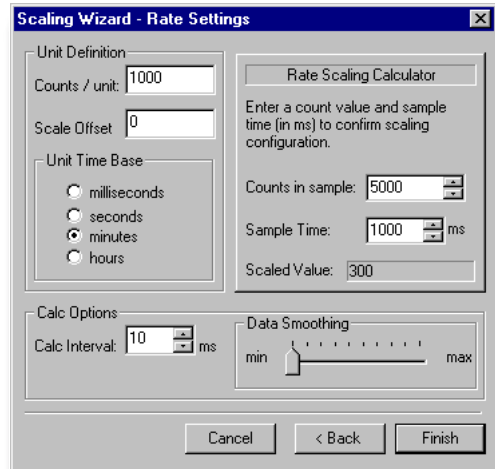 Scaling Wizard - Rate Settings
Unit Definition
Counts / unit: 1000
Scale Offset 0
Unit Time Base
milliseconds
seconds
minutes
hours
Rate Scaling Calculator
Enter a count value and sample
time (in ms) to confirm scaling
configuration.
Counts in sample: 5000
Sample Time: 1000 ms
Scaled Value: 300
Calc Options
Calc Interval: 10 ms
Data Smoothing
min max
Cancel < Back Finish